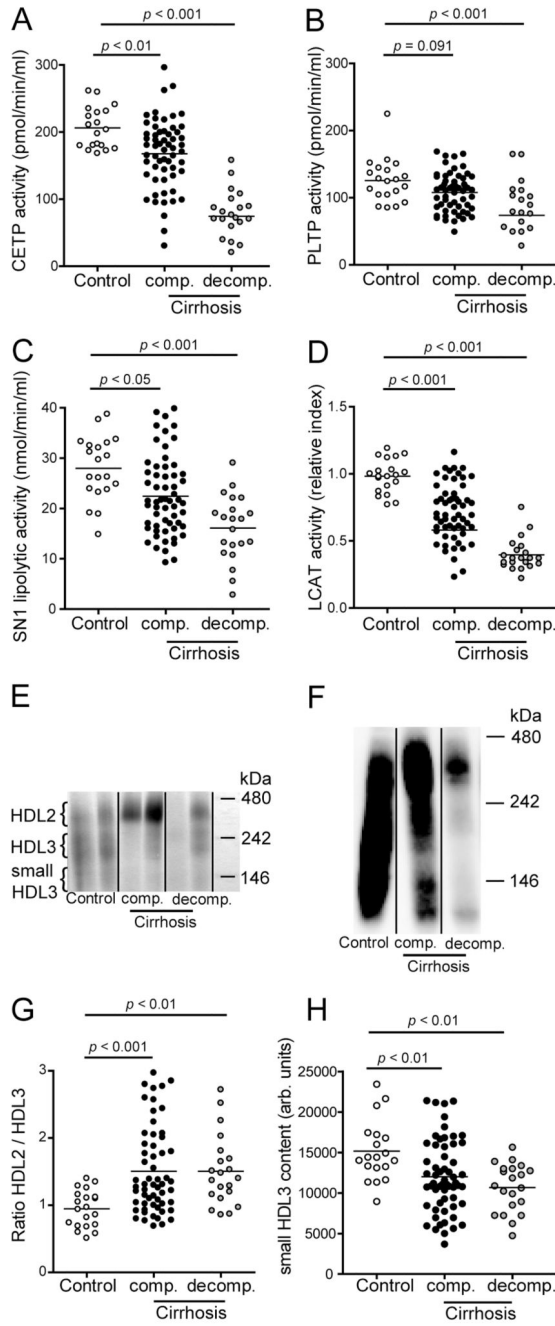 A
p < 0.001
p < 0.01
CETP activity (pmol/min/ml)
300
200
100
0
Control comp. decomp.
Cirrhosis
B
p < 0.001
p = 0.091
PLTP activity (pmol/min/ml)
300
200
100
0
Control comp. decomp.
Cirrhosis
C
p < 0.001
p < 0.05
SN1 lipolytic activity (nmol/min/ml)
40
30
20
10
0
Control comp. decomp.
Cirrhosis
D
p < 0.001
p < 0.001
LCAT activity (relative index)
1.5
1.0
0.5
0.0
Control comp. decomp.
Cirrhosis
E
kDa
480
242
146
HDL2
HDL3
small
HDL3
Control comp. decomp.
Cirrhosis
F
kDa
480
242
146
Control comp. decomp.
Cirrhosis
G
p < 0.01
p < 0.001
Ratio HDL2 / HDL3
3
2
1
0
Control comp. decomp.
Cirrhosis
H
p < 0.01
p < 0.01
small HDL3 content (arb. units)
25000
20000
15000
10000
5000
0
Control comp. decomp.
Cirrhosis